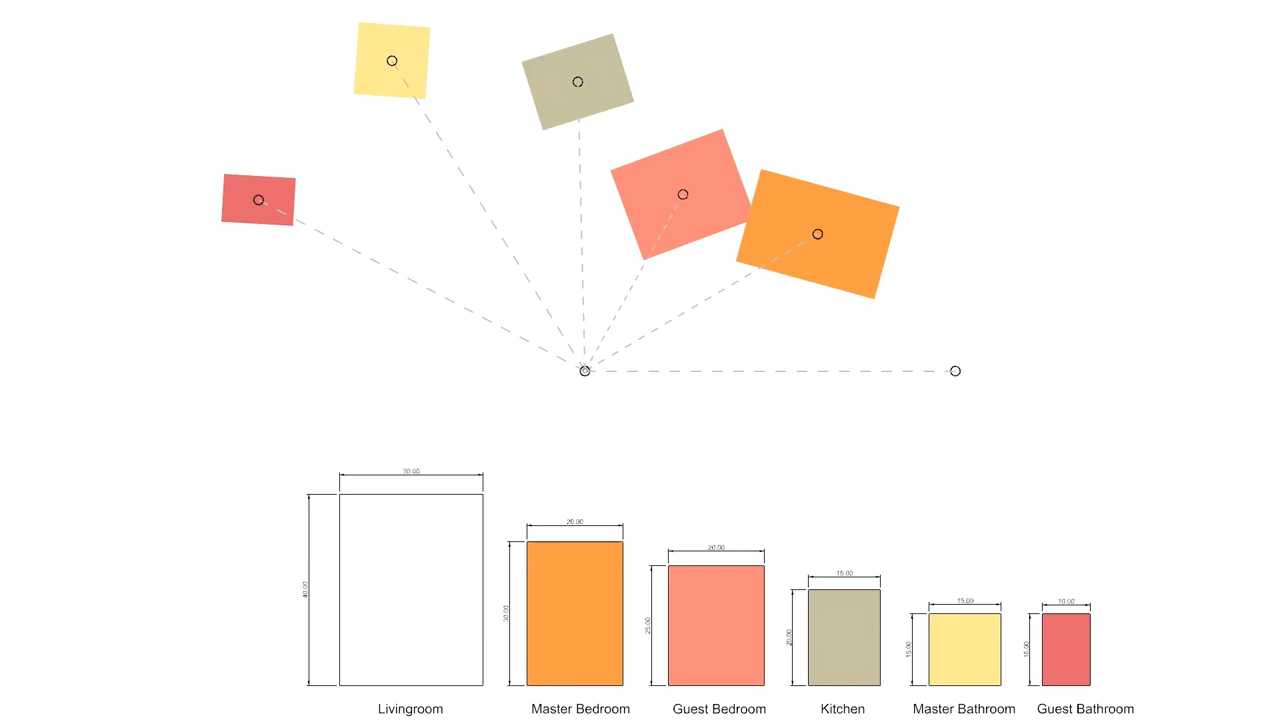 30.00
40.00
Livingroom
20.00
30.00
Master Bedroom
20.00
25.00
Guest Bedroom
15.00
20.00
Kitchen
15.00
15.00
Master Bathroom
10.00
15.00
Guest Bathroom